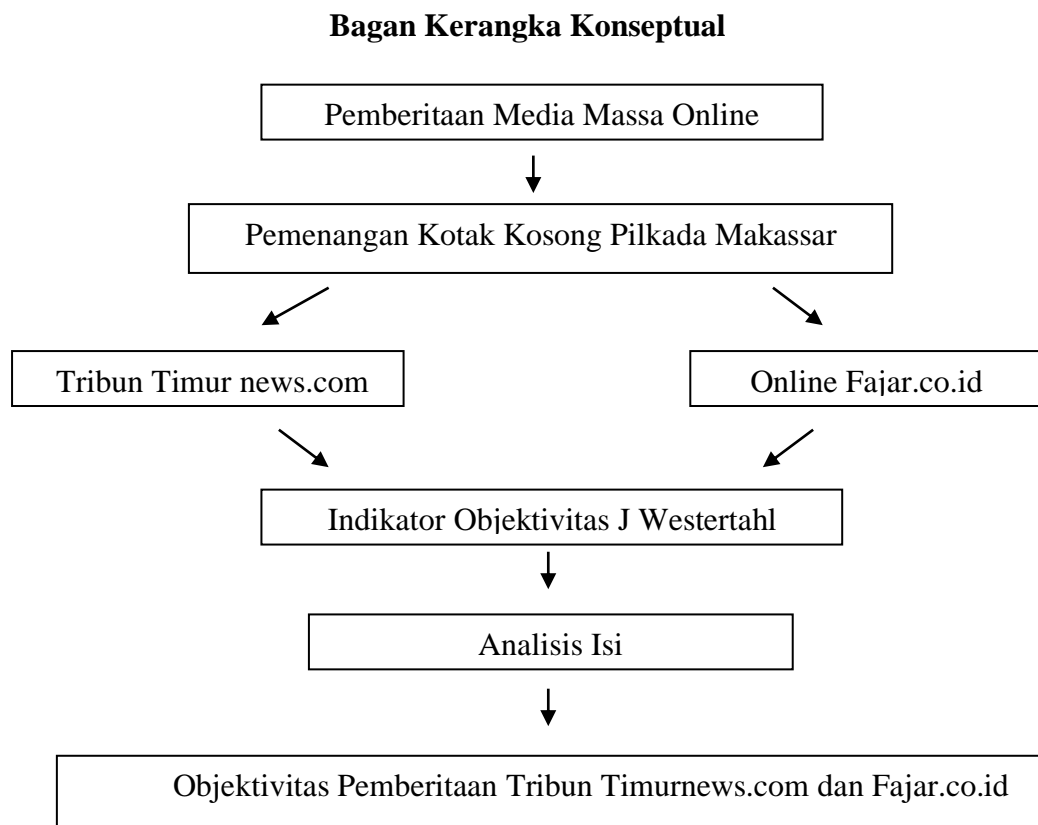 Bagan Kerangka Konseptual
Pemberitaan Media Massa Online
Pemenangan Kotak Kosong Pilkada Makassar
Tribun Timur news.com
Online Fajar.co.id
Indikator Objektivitas J Westertahl
Analisis Isi
Objektivitas Pemberitaan Tribun Timurnews.com dan Fajar.co.id